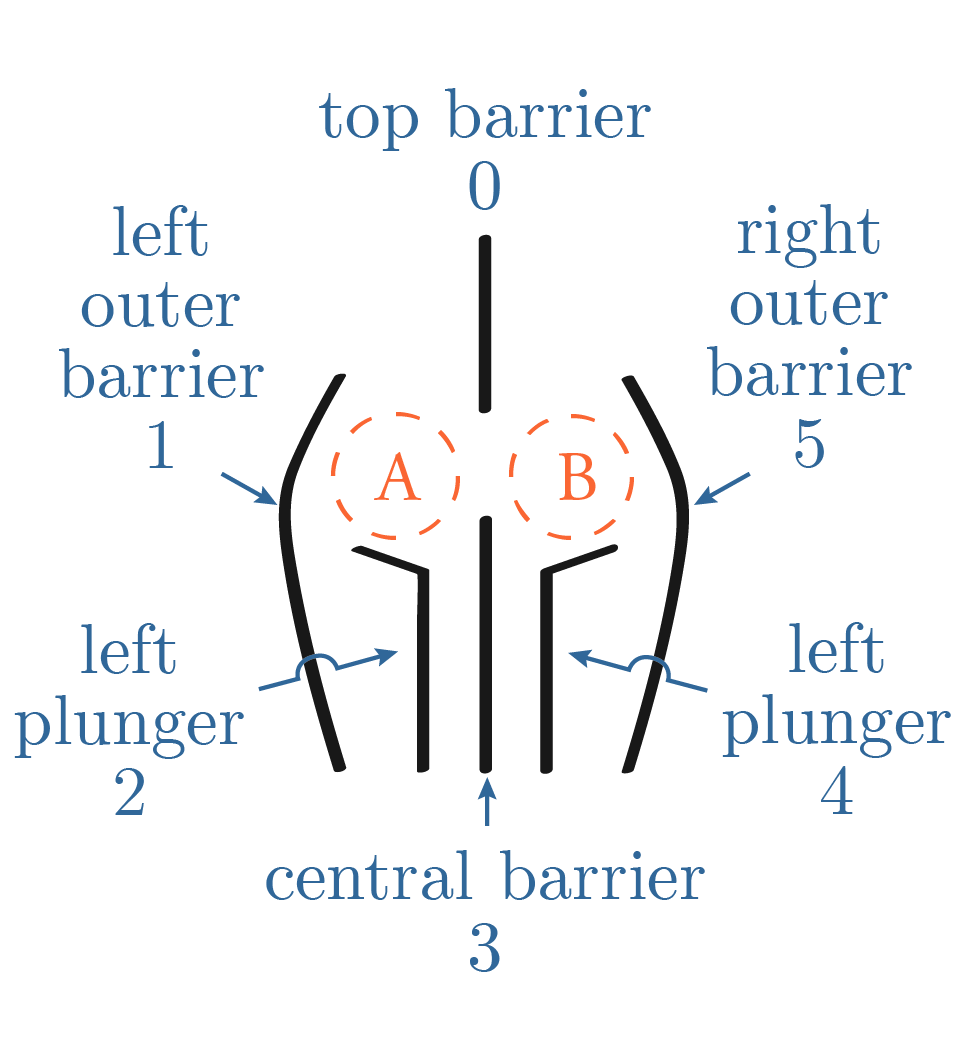 top barrier
0
left
outer
barrier
1
right
outer
barrier
5
A
B
left
plunger
2
left
plunger
4
central barrier
3